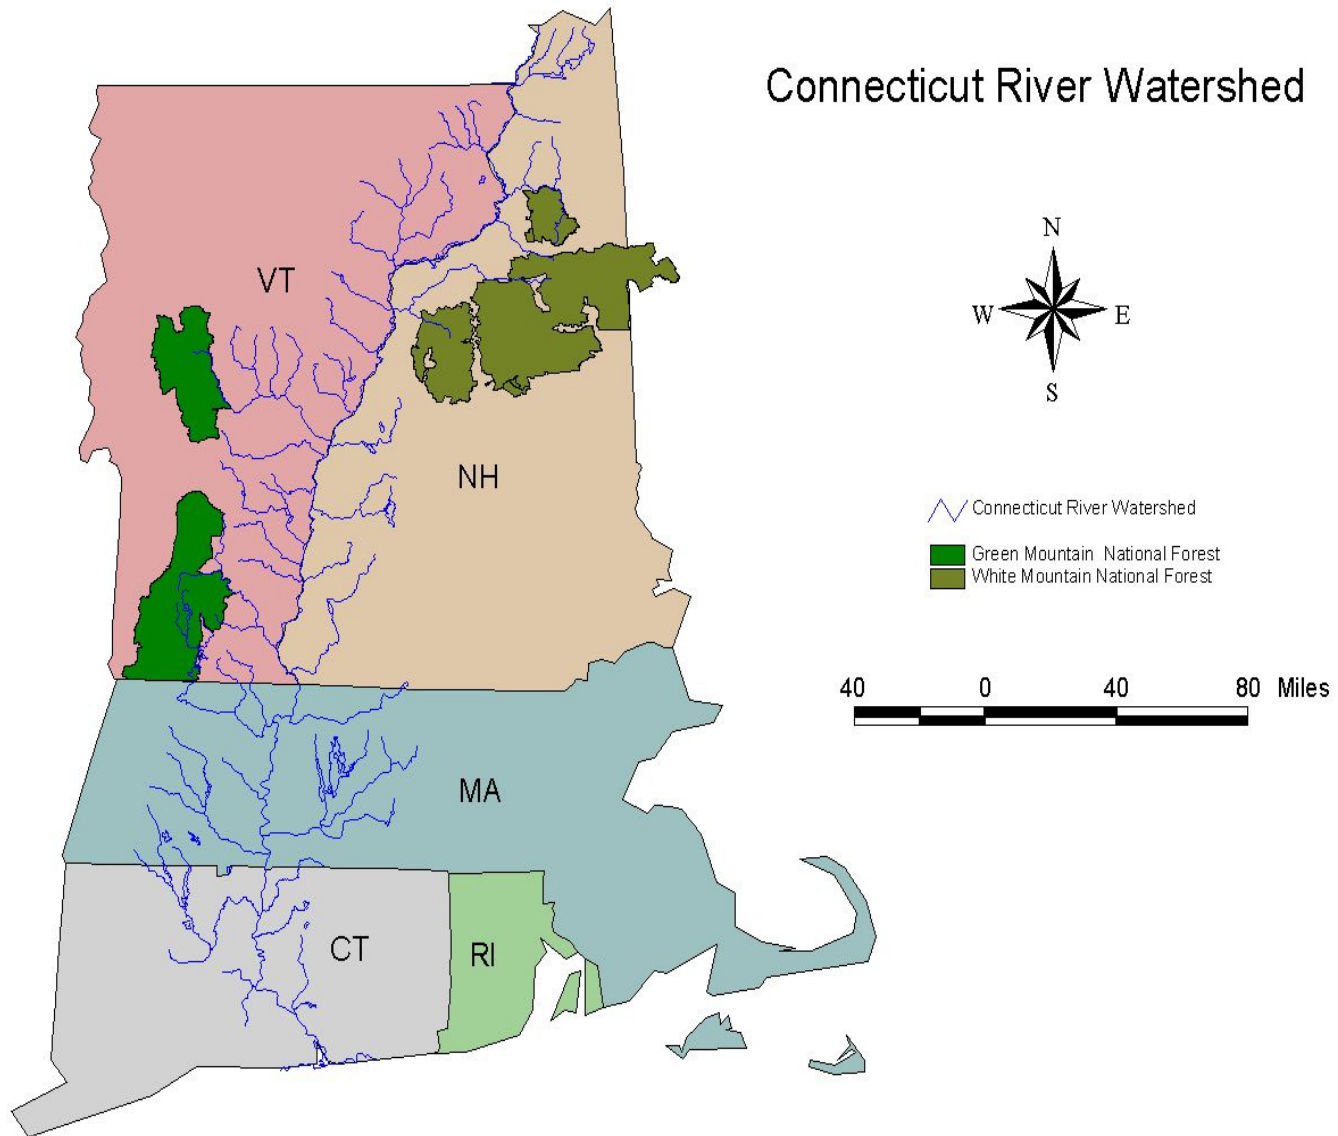 Connecticut River Watershed
N
W E
S
VT
NH
MA
CT
RI
Connecticut River Watershed
Green Mountain National Forest
White Mountain National Forest
40 0 40 80 Miles